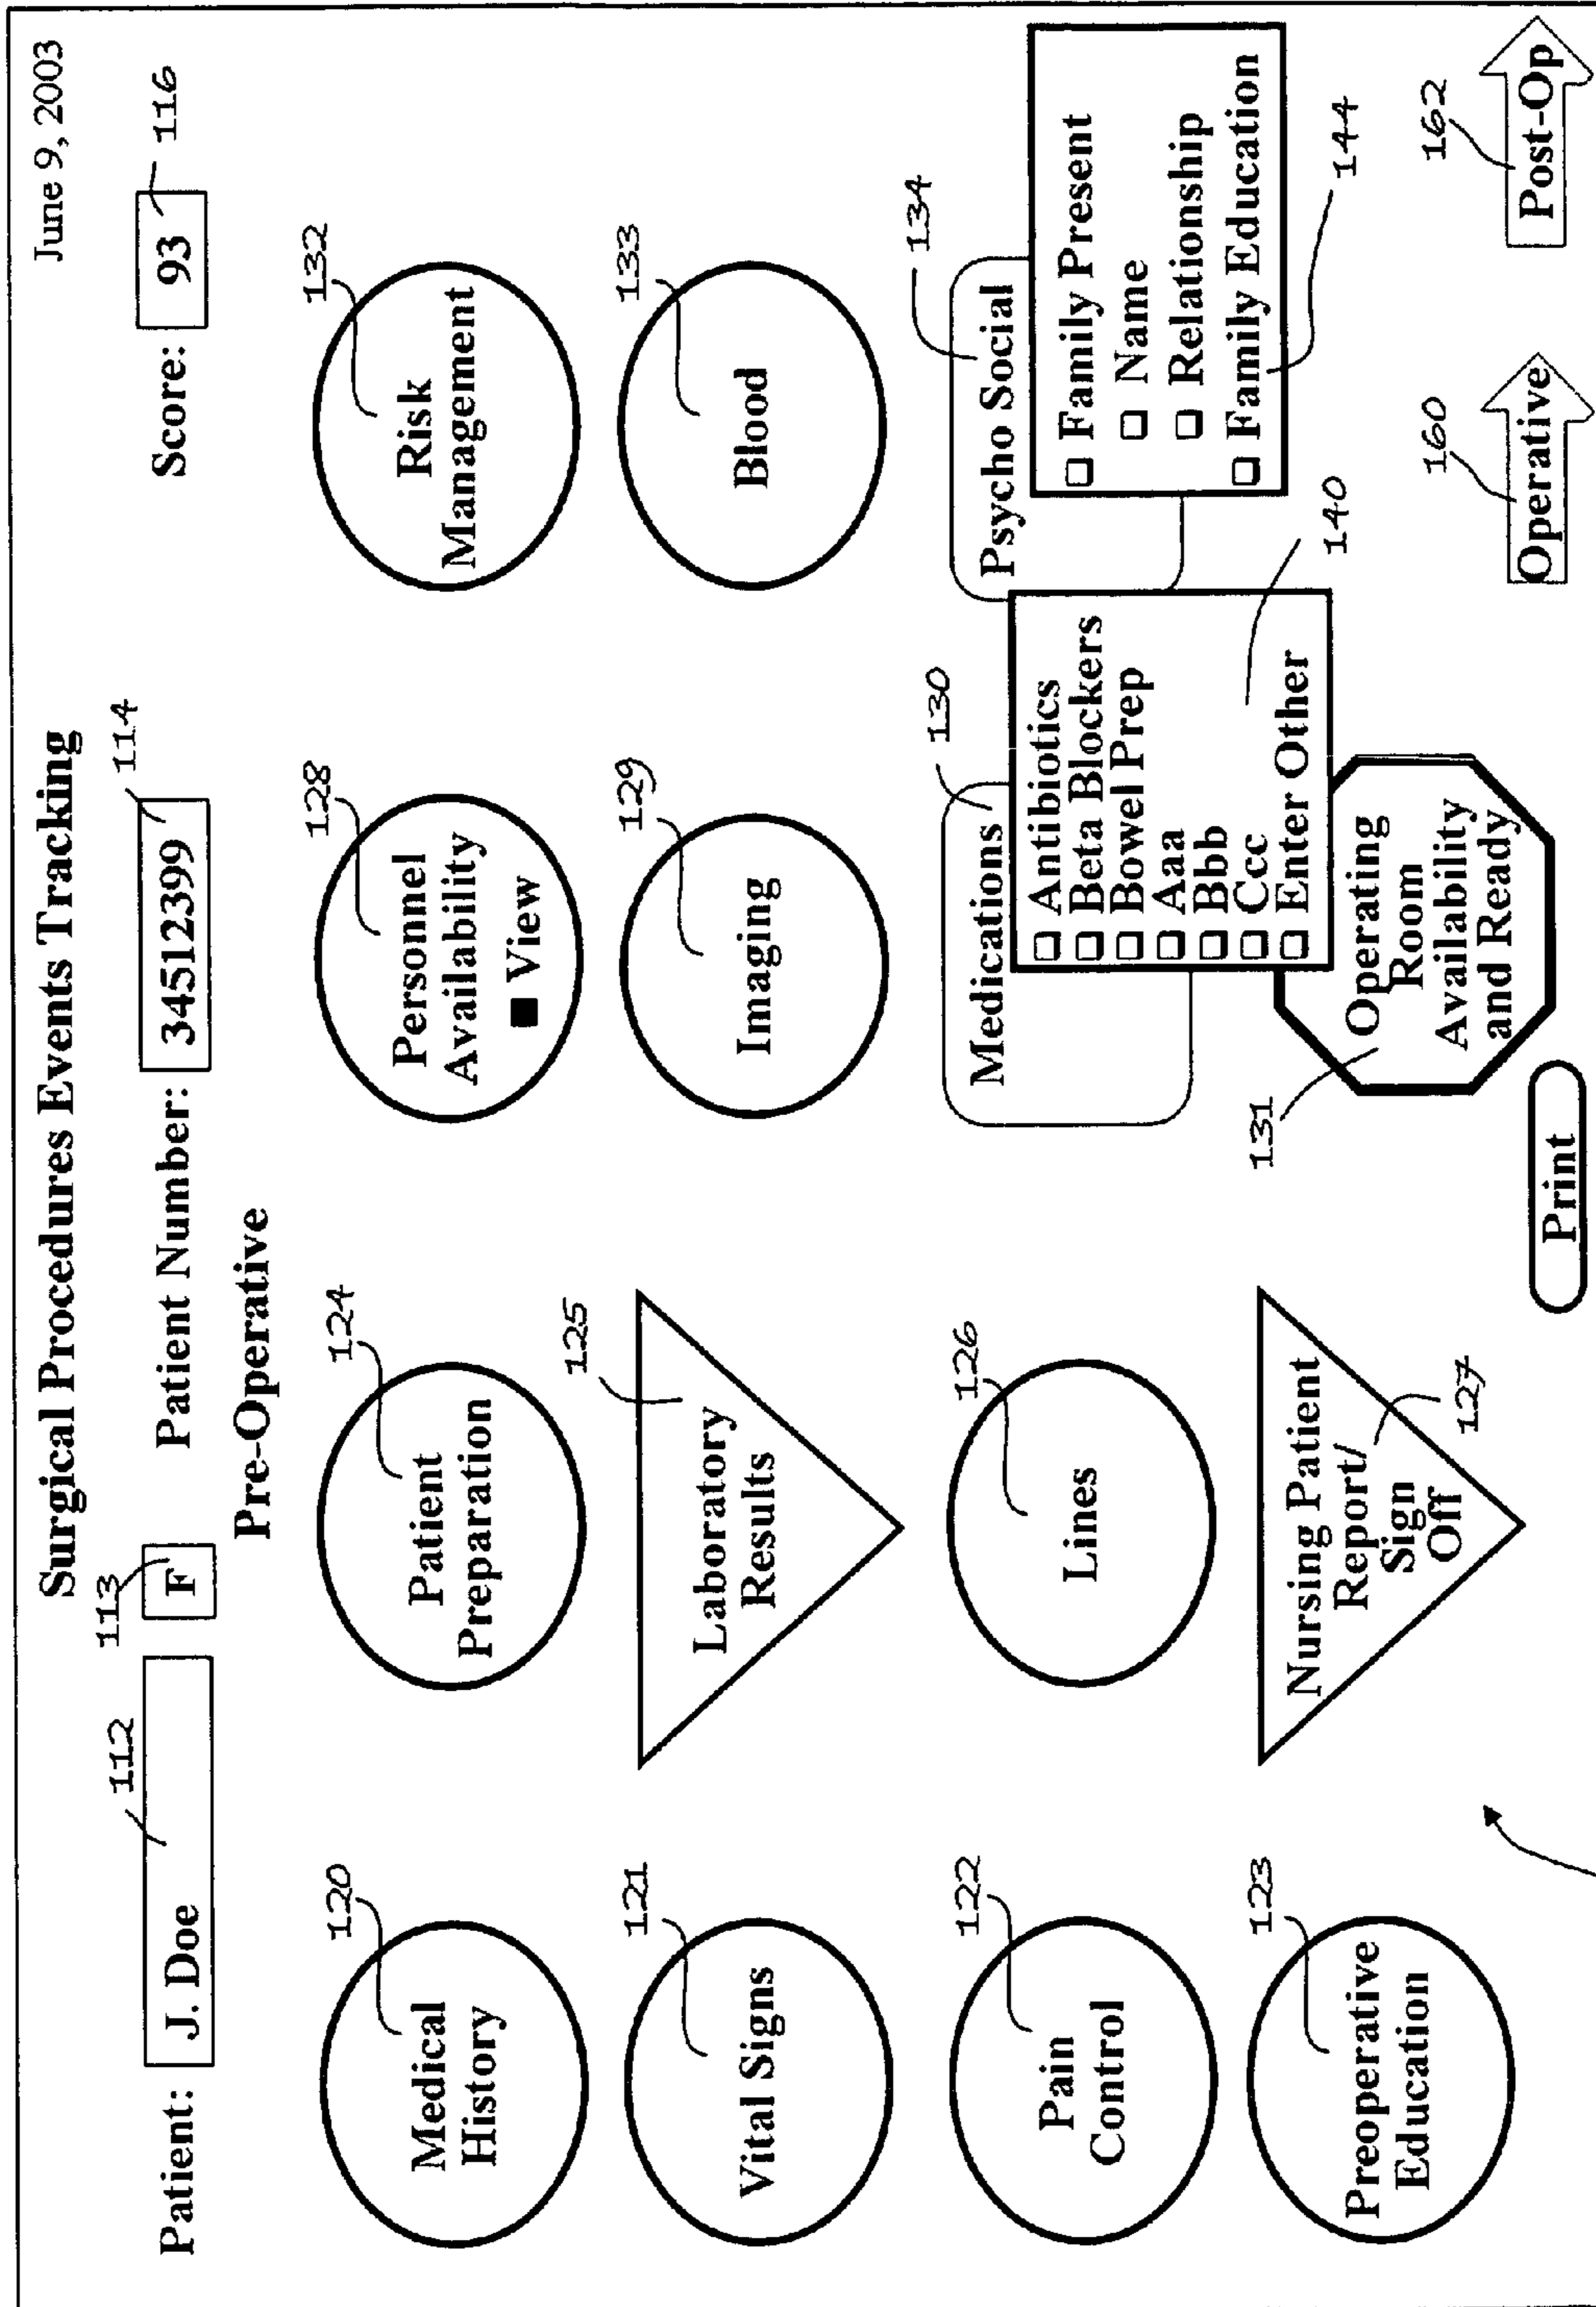 June 9, 2003
Surgical Procedures Events Tracking
112
113
114
116
Patient: J. Doe F Patient Number: 34512399 Score: 93
Pre-Operative
120
Medical
History
124
Patient
Preparation
128
Personnel
Availability
■ View
132
Risk
Management
121
Vital Signs
125
Laboratory
Results
129
Imaging
133
Blood
122
Pain
Control
126
Lines
130
Medications
□ Antibiotics
□ Beta Blockers
□ Bowel Prep
□ Aaa
□ Bbb
□ Ccc
□ Enter Other
140
134
Psycho Social
□ Family Present
□ Name
□ Relationship
□ Family Education
144
123
Preoperative
Education
Nursing Patient
Report/
Sign
Off
127
131
Operating
Room
Availability
and Ready
Print
160
Operative
162
Post-Op